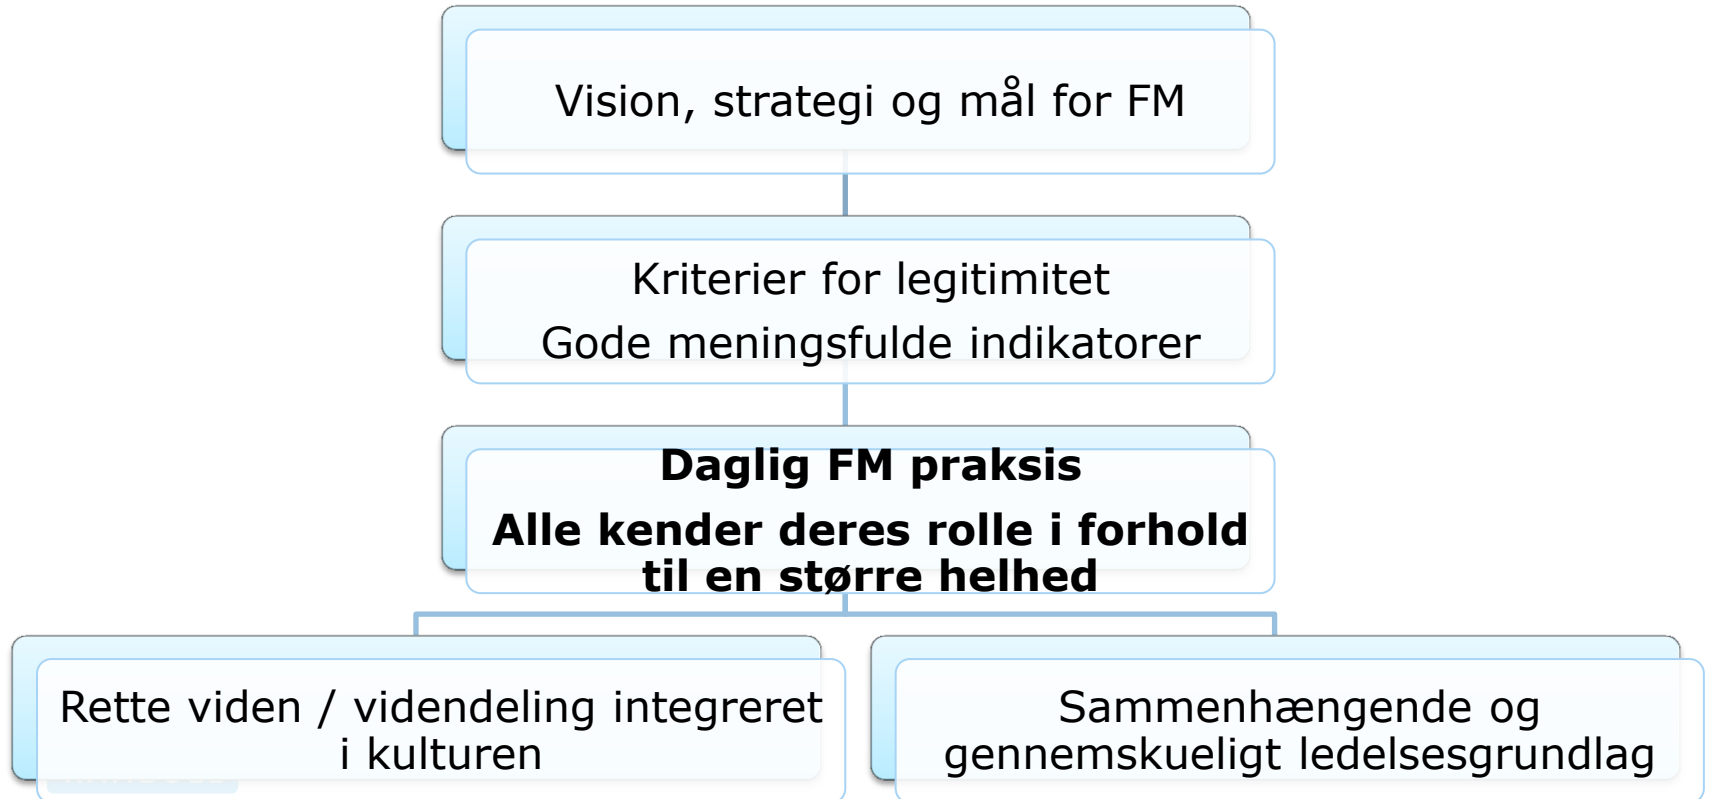 Vision, strategi og mål for FM
Kriterier for legitimitet
Gode meningsfulde indikatorer
Daglig FM praksis
Alle kender deres rolle i forhold
til en større helhed
Rette viden / videndeling integreret
i kulturen
Sammenhængende og
gennemskueligt ledelsesgrundlag